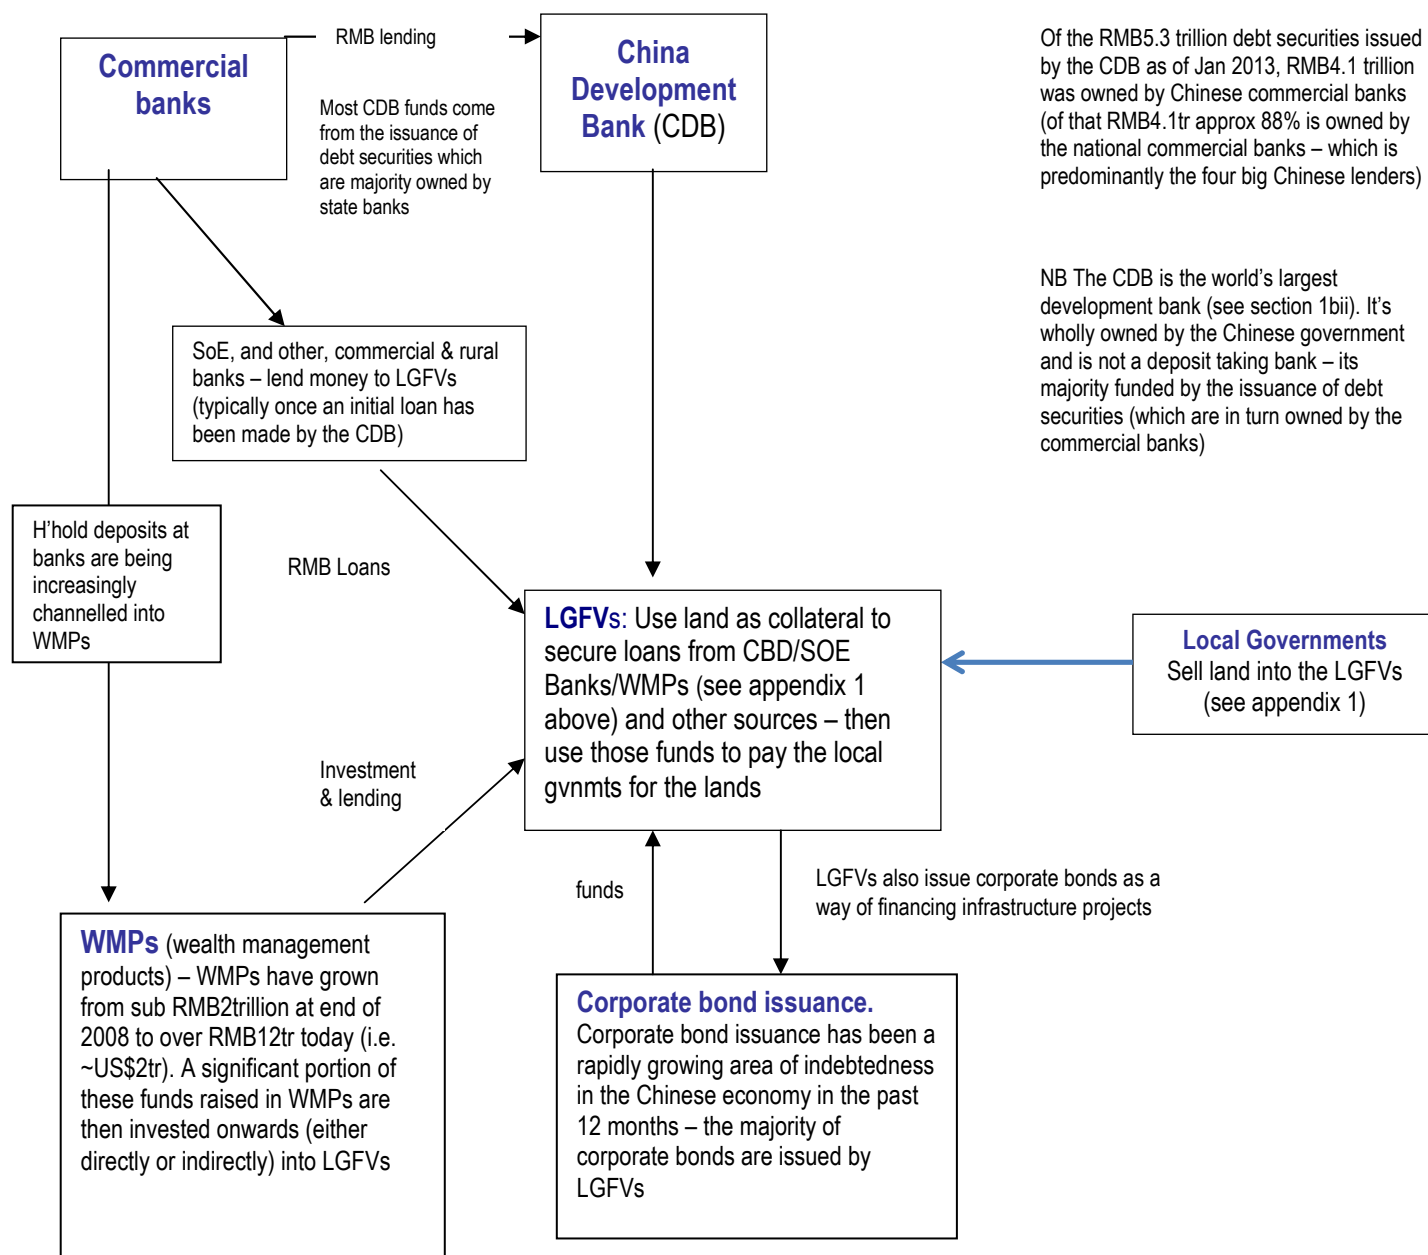 Commercial
banks
RMB lending
China
Development
Bank (CDB)
Most CDB funds come
from the issuance of
debt securities which
are majority owned by
state banks
Of the RMB5.3 trillion debt securities issued
by the CDB as of Jan 2013, RMB4.1 trillion
was owned by Chinese commercial banks
(of that RMB4.1tr approx 88% is owned by
the national commercial banks – which is
predominantly the four big Chinese lenders)
NB The CDB is the world’s largest
development bank (see section 1bii). It’s
wholly owned by the Chinese government
and is not a deposit taking bank – its
majority funded by the issuance of debt
securities (which are in turn owned by the
commercial banks)
SoE, and other, commercial & rural
banks – lend money to LGFVs
(typically once an initial loan has
been made by the CDB)
H’hold deposits at
banks are being
increasingly
channelled into
WMPs
RMB Loans
LGFVs: Use land as collateral to
secure loans from CBD/SOE
Banks/WMPs (see appendix 1
above) and other sources – then
use those funds to pay the local
gvnmts for the lands
Local Governments
Sell land into the LGFVs
(see appendix 1)
Investment
& lending
funds
LGFVs also issue corporate bonds as a
way of financing infrastructure projects
WMPs (wealth management
products) – WMPs have grown
from sub RMB2trillion at end of
2008 to over RMB12tr today (i.e.
~US$2tr). A significant portion of
these funds raised in WMPs are
then invested onwards (either
directly or indirectly) into LGFVs
Corporate bond issuance.
Corporate bond issuance has been a
rapidly growing area of indebtedness
in the Chinese economy in the past
12 months – the majority of
corporate bonds are issued by
LGFVs